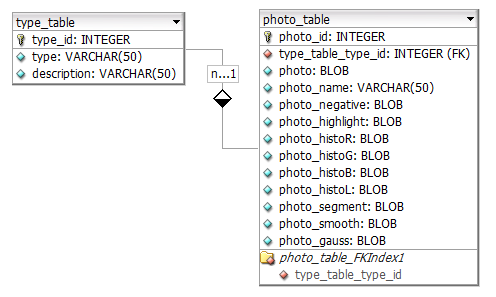 type_table
type_id: INTEGER
type: VARCHAR(50)
description: VARCHAR(50)
n...1
photo_table
photo_id: INTEGER
type_table_type_id: INTEGER (FK)
photo: BLOB
photo_name: VARCHAR(50)
photo_negative: BLOB
photo_highlight: BLOB
photo_histoR: BLOB
photo_histoG: BLOB
photo_histoB: BLOB
photo_histoL: BLOB
photo_segment: BLOB
photo_smooth: BLOB
photo_gauss: BLOB
photo_table_FKIndex1
type_table_type_id